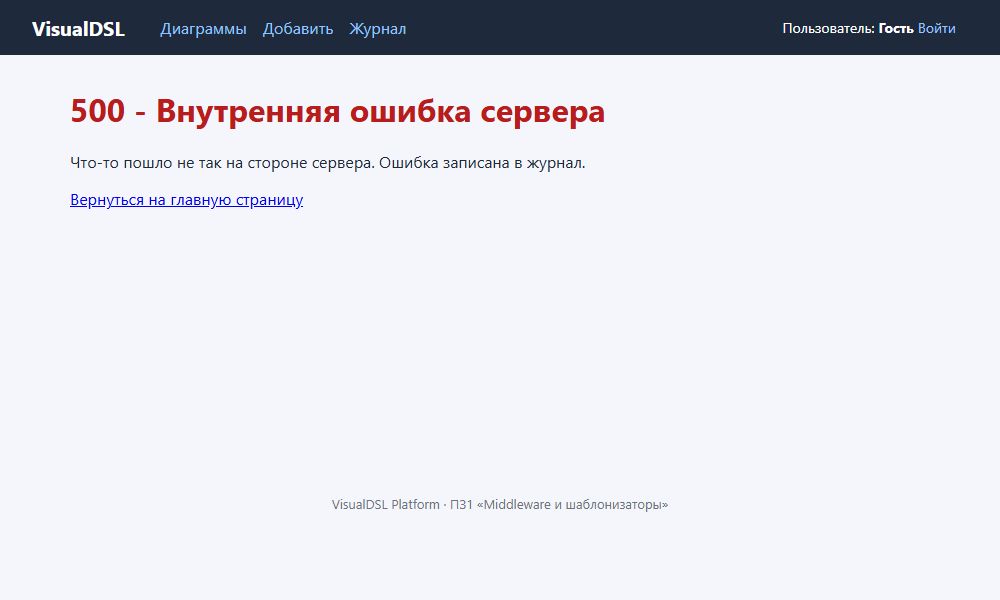 VisualDSL Диаграммы Добавить Журнал Пользователь: Гость Войти
500 - Внутренняя ошибка сервера
Что-то пошло не так на стороне сервера. Ошибка записана в журнал.
Вернуться на главную страницу
VisualDSL Platform · ПЗ1 «Middleware и шаблонизаторы»